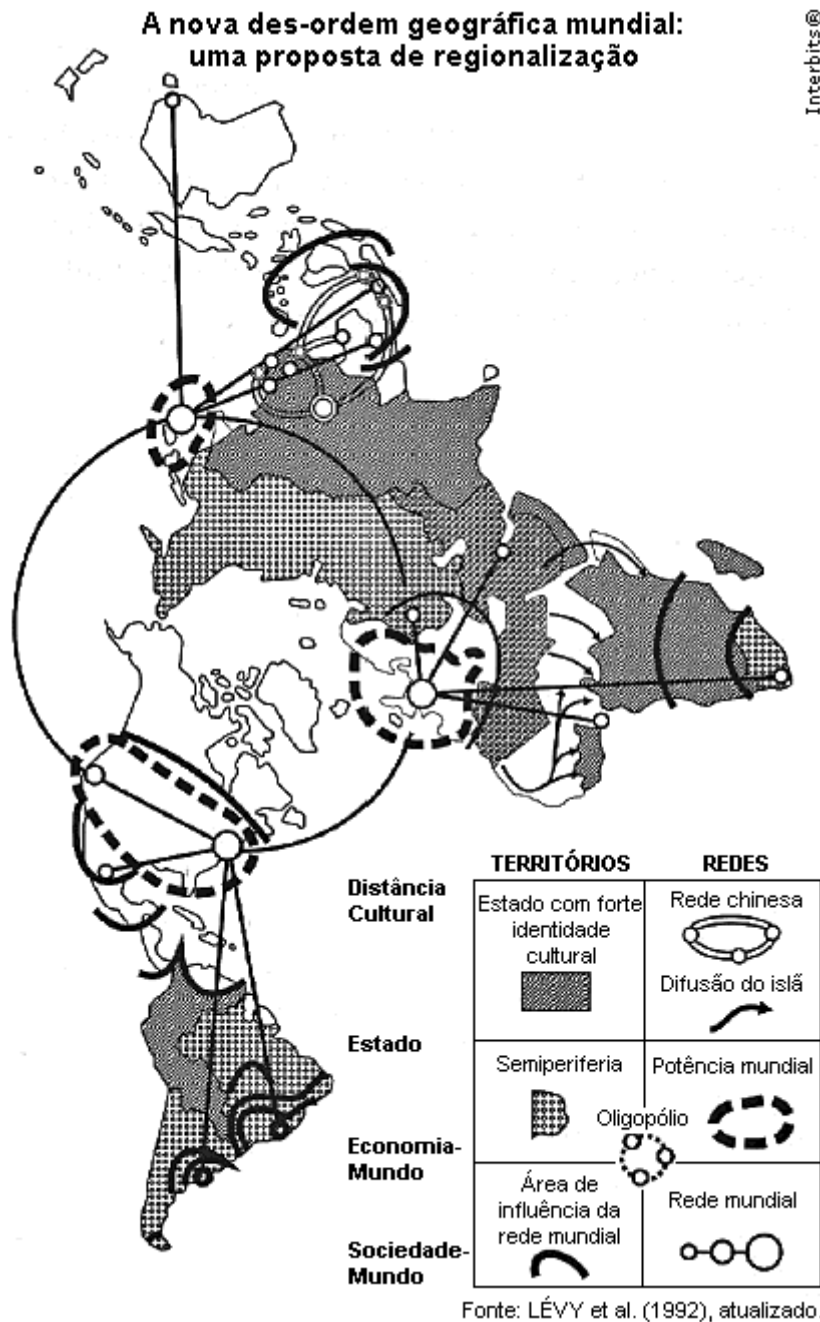 A nova des-ordem geográfica mundial:
uma proposta de regionalização
Interbits®
TERRITÓRIOS
REDES
Distância
Cultural
Estado com forte
identidade
cultural
Rede chinesa
Difusão do islã
Estado
Semiperiferia
Potência mundial
Oligopólio
Economia-
Mundo
Área de
influência da
rede mundial
Rede mundial
Sociedade-
Mundo
Fonte: LÉVY et al. (1992), atualizado.